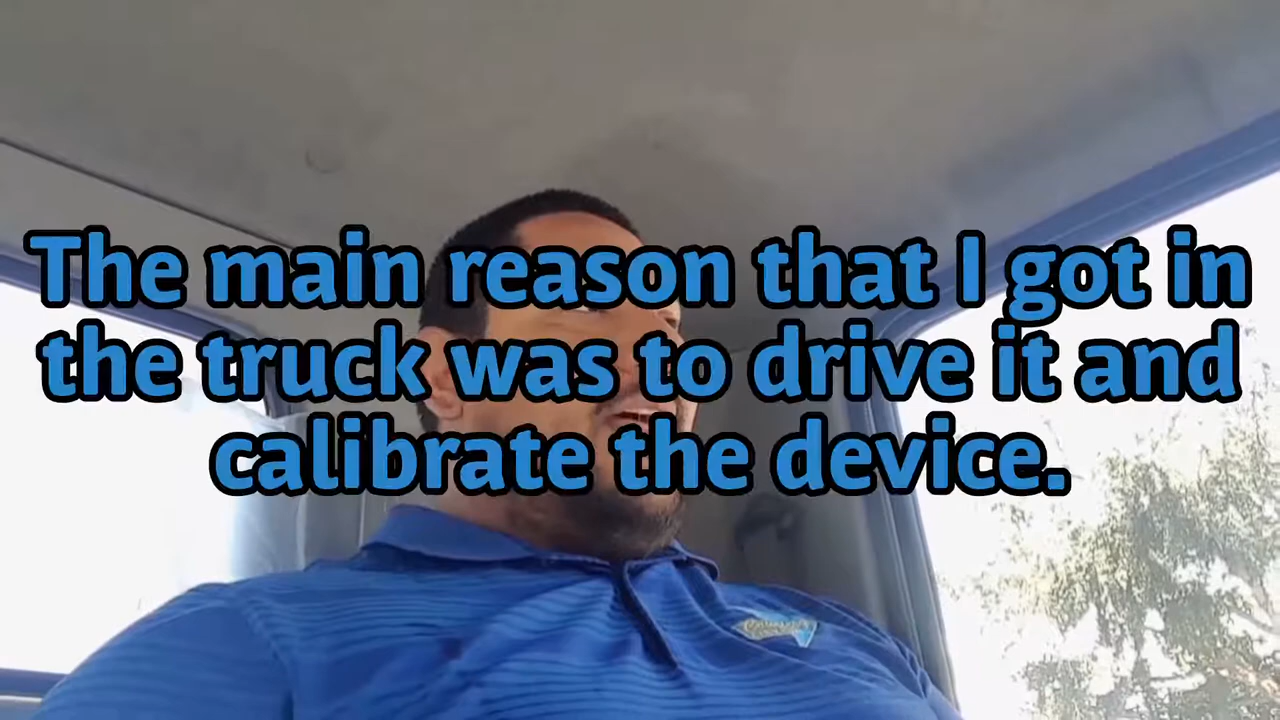 The main reason that I got in
the truck was to drive it and
calibrate the device.